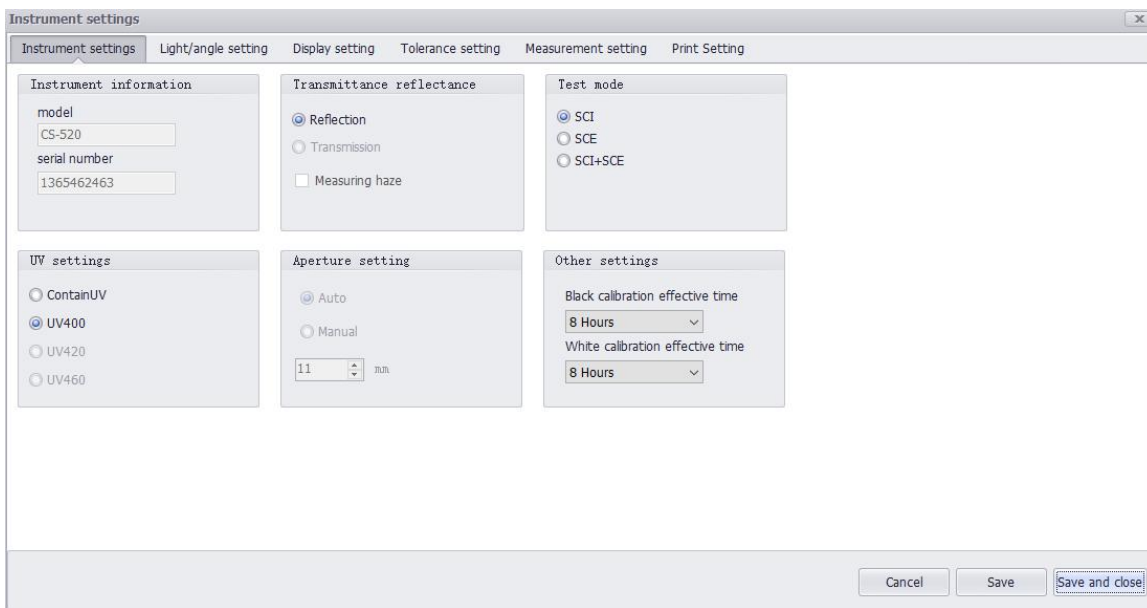 Instrument settings
Instrument settings Light/angle setting Display setting Tolerance setting Measurement setting Print Setting
Instrument information
model
CS-520
serial number
1365462463
Transmittance reflectance
Reflection
Transmission
Measuring haze
Test mode
SCI
SCE
SCI+SCE
UV settings
ContainUV
UV400
UV420
UV460
Aperture setting
Auto
Manual
11 mm
Other settings
Black calibration effective time
8 Hours
White calibration effective time
8 Hours
Cancel Save Save and close